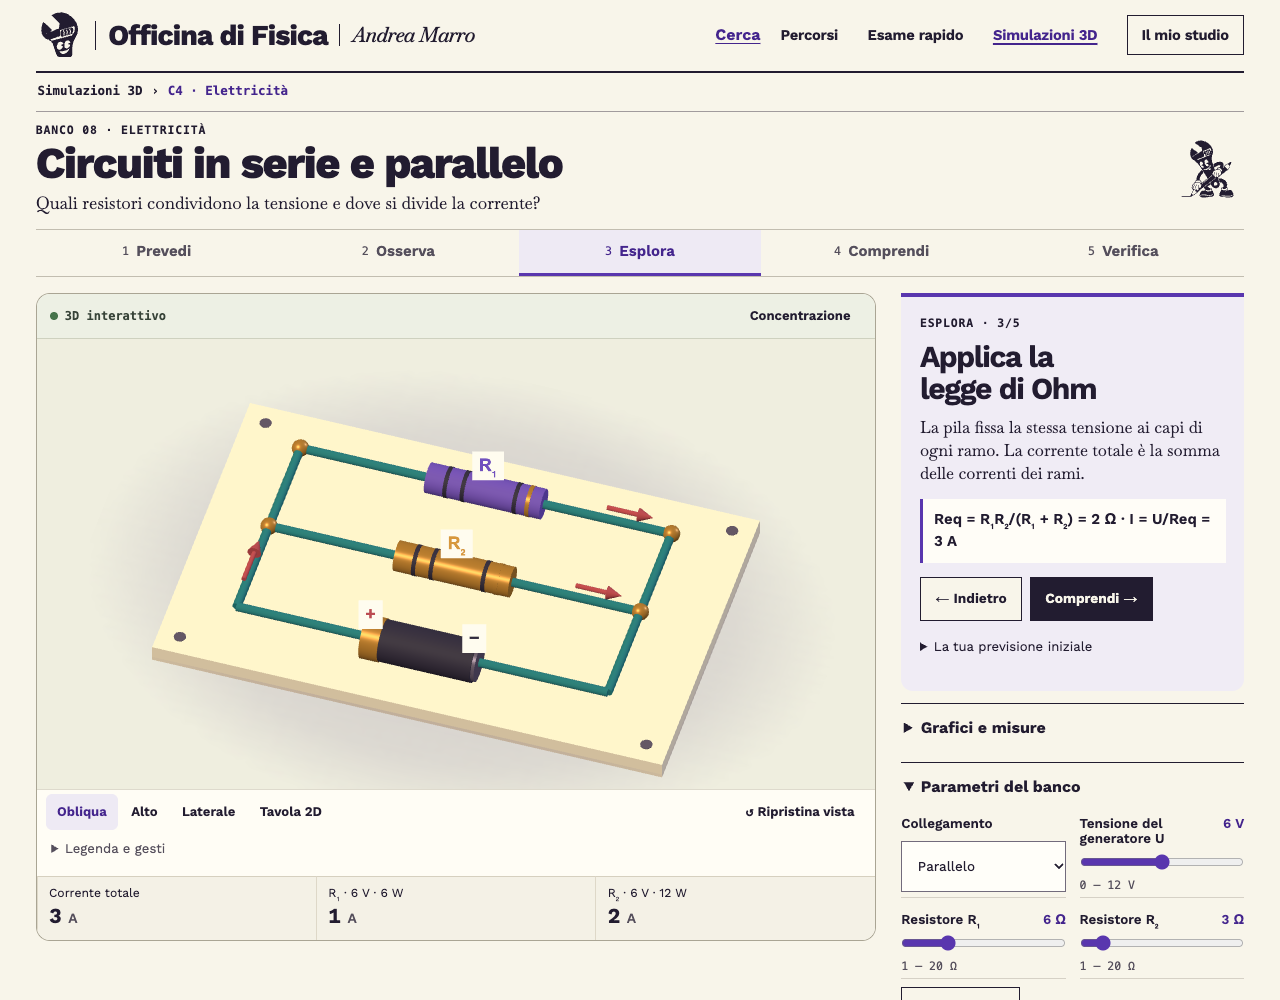 Officina di Fisica
Andrea Marro
Cerca
Percorsi
Esame rapido
Simulazioni 3D
Il mio studio
Simulazioni 3D › C4 · Elettricità
BANCO 08 · ELETTRICITÀ
Circuiti in serie e parallelo
Quali resistori condividono la tensione e dove si divide la corrente?
1 Prevedi
2 Osserva
3 Esplora
4 Comprendi
5 Verifica
3D interattivo
Concentrazione
R₁
R₂
+
−
Obliqua
Alto
Laterale
Tavola 2D
↺ Ripristina vista
▶ Legenda e gesti
Corrente totale
3 A
R₁ · 6 V · 6 W
1 A
R₂ · 6 V · 12 W
2 A
ESPLORA · 3/5
Applica la
legge di Ohm
La pila fissa la stessa tensione ai capi di
ogni ramo. La corrente totale è la somma
delle correnti dei rami.
Req = R₁R₂/(R₁ + R₂) = 2 Ω · I = U/Req =
3 A
← Indietro
Comprendi →
▶ La tua previsione iniziale
▶ Grafici e misure
▼ Parametri del banco
Collegamento
Parallelo
Tensione del
generatore U
6 V
0 — 12 V
Resistore R₁
6 Ω
1 — 20 Ω
Resistore R₂
3 Ω
1 — 20 Ω